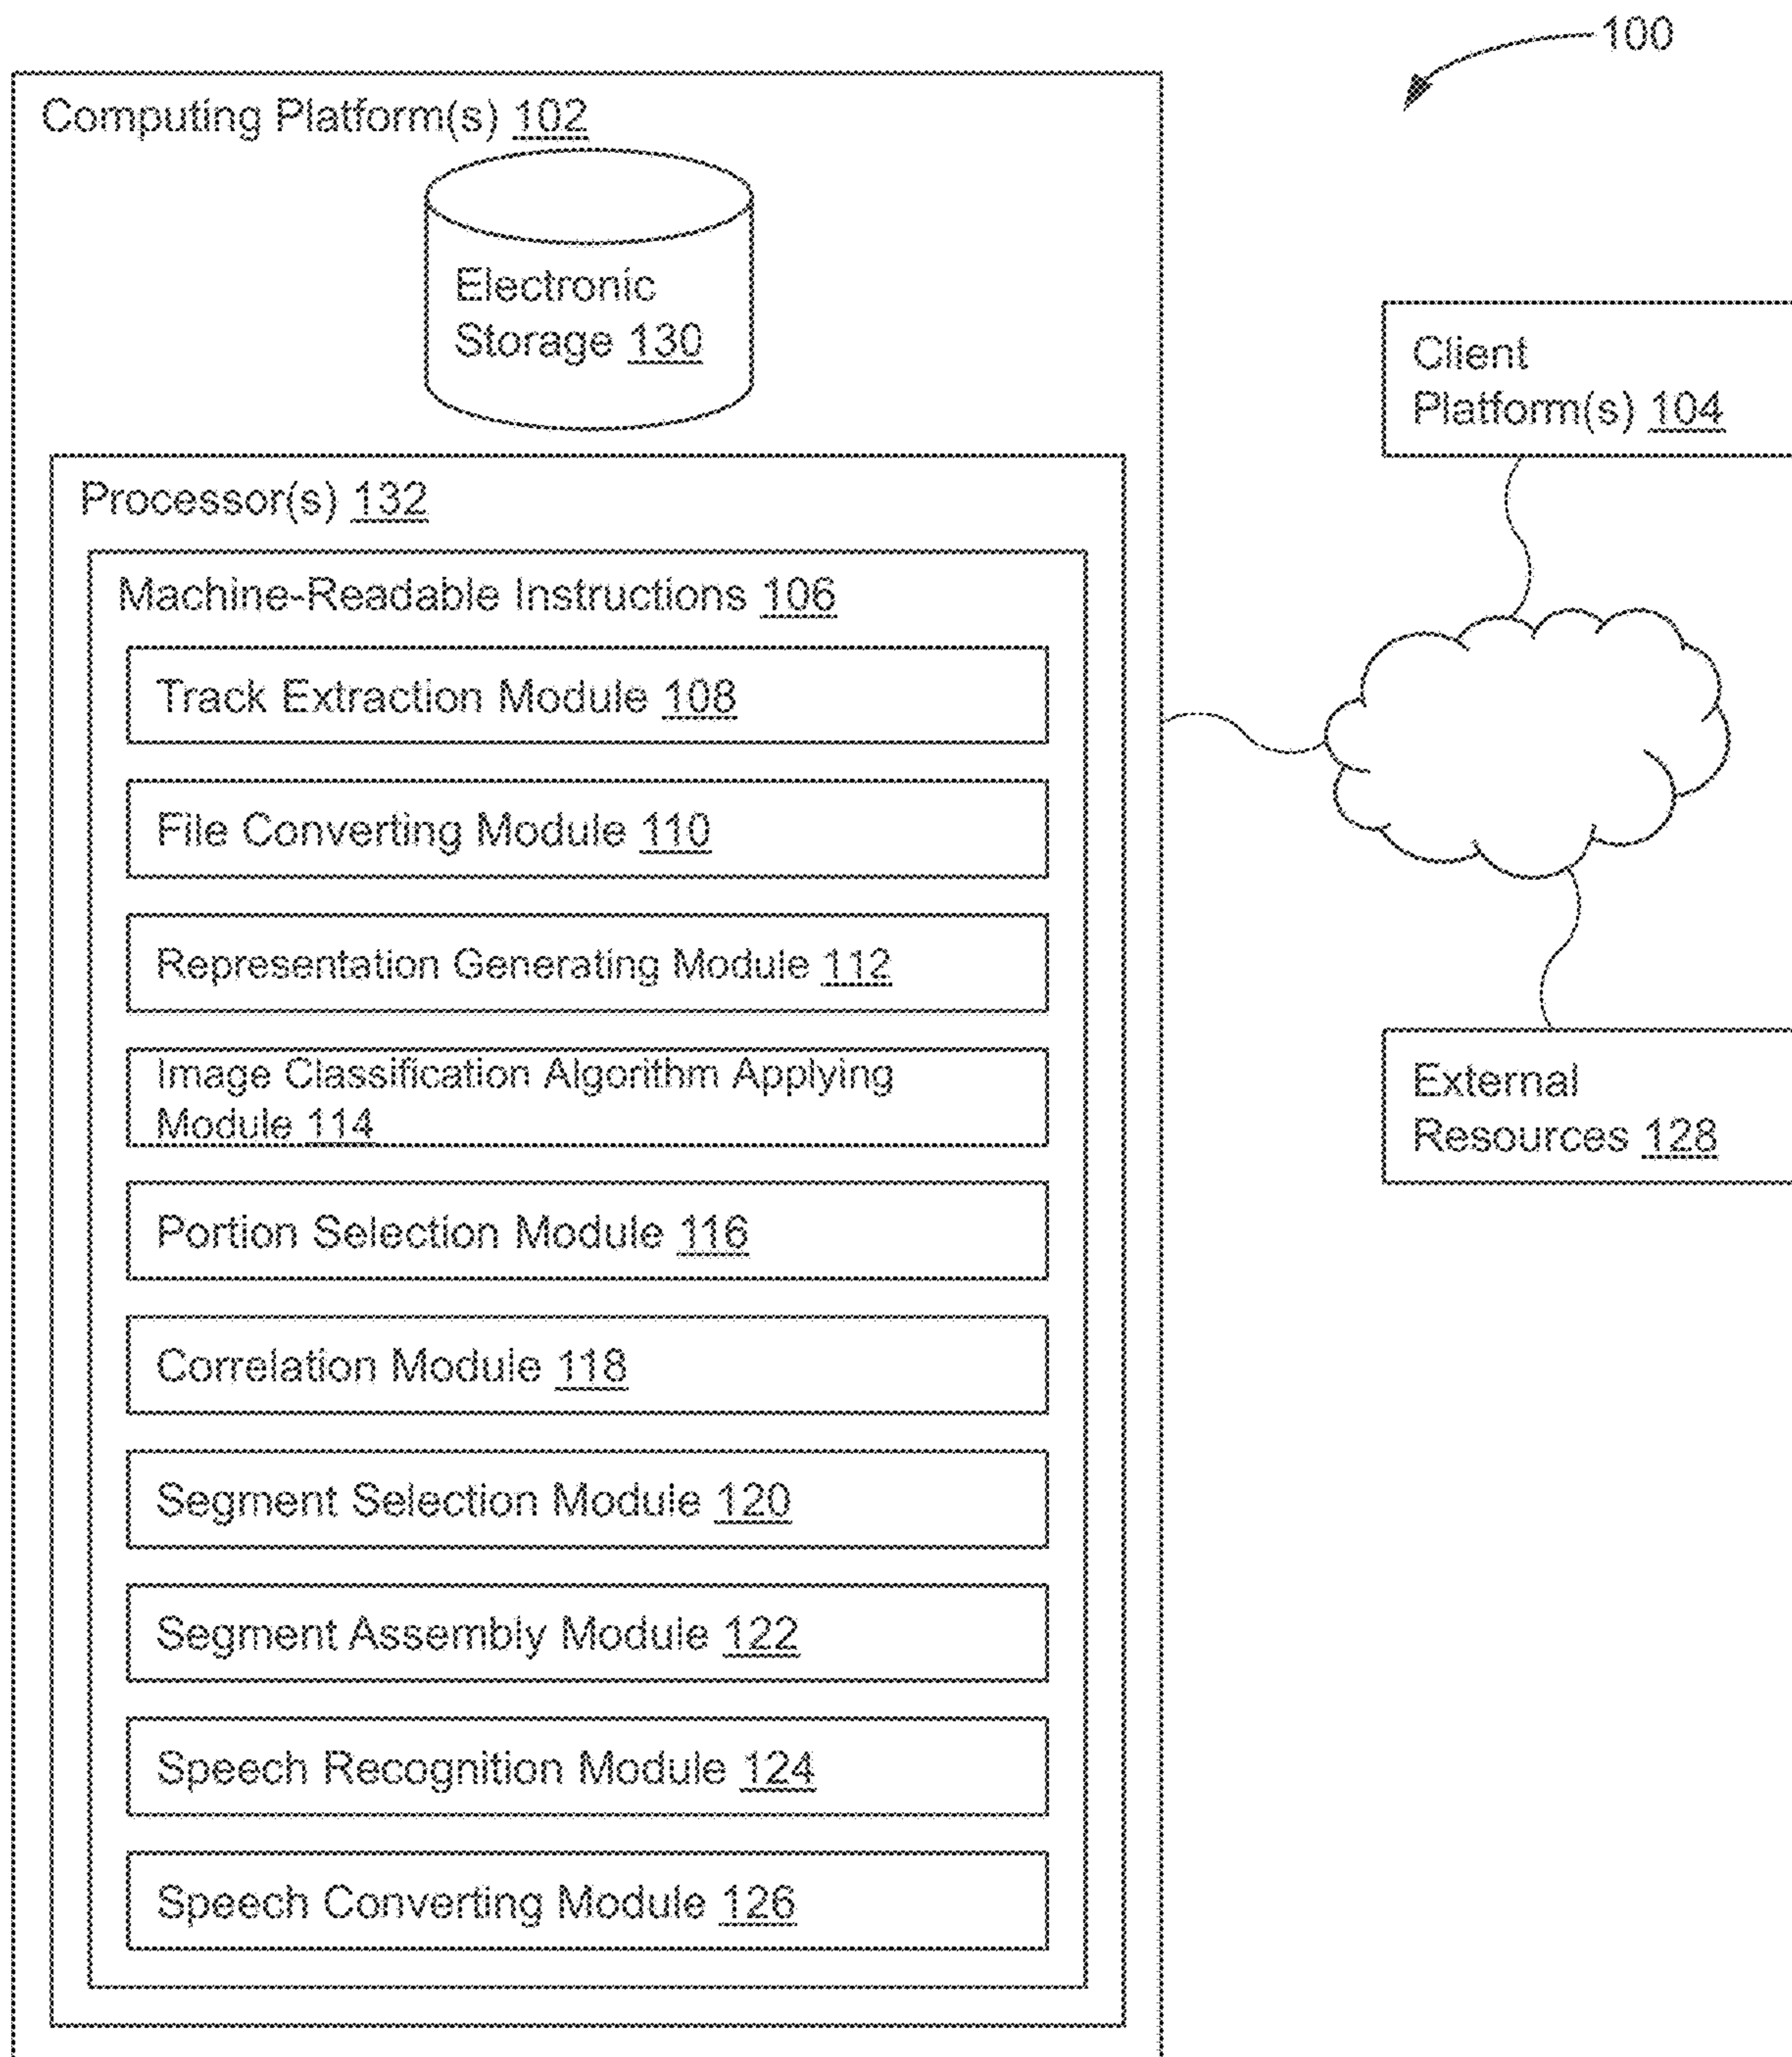 100
Computing Platform(s) 102
Electronic
Storage 130
Client
Platform(s) 104
Processor(s) 132
Machine-Readable Instructions 106
Track Extraction Module 108
File Converting Module 110
Representation Generating Module 112
Image Classification Algorithm Applying
Module 114
Portion Selection Module 116
Correlation Module 118
Segment Selection Module 120
Segment Assembly Module 122
Speech Recognition Module 124
Speech Converting Module 126
External
Resources 128